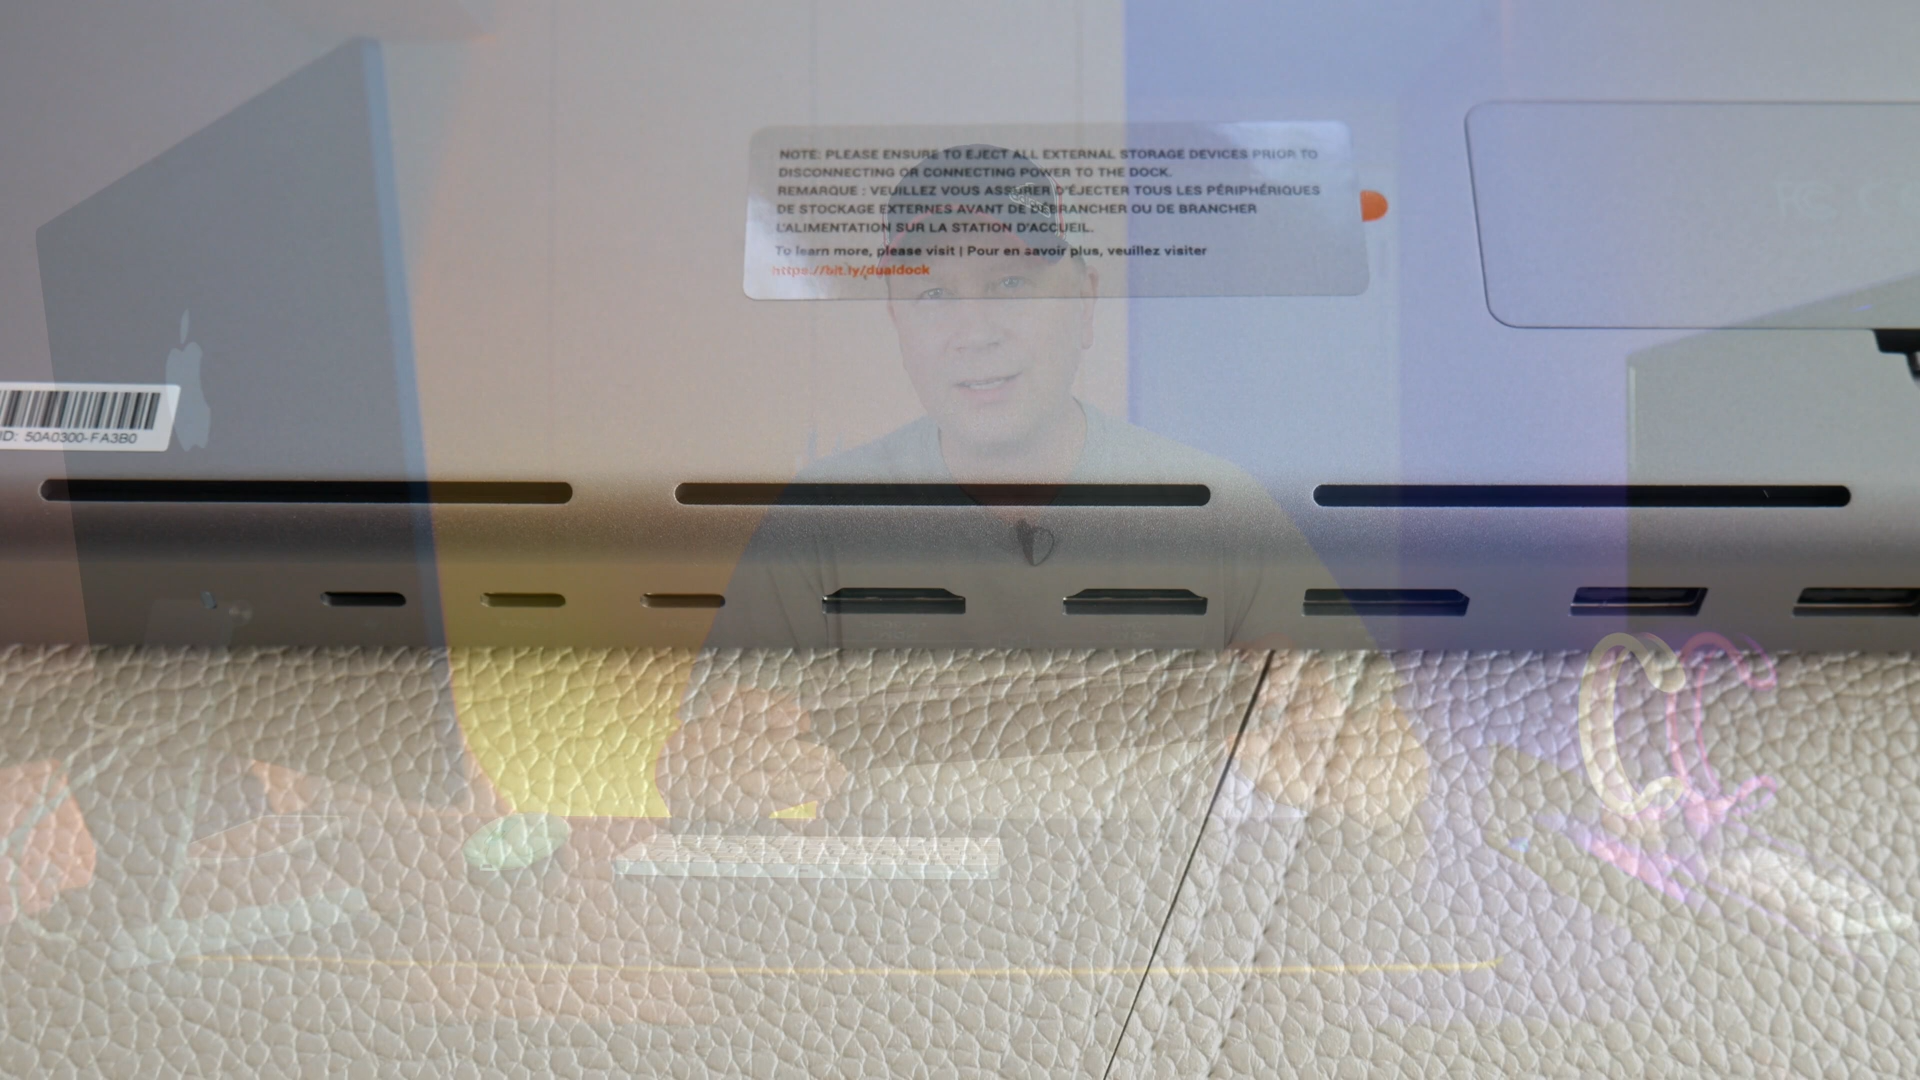 NOTE: PLEASE ENSURE TO EJECT ALL EXTERNAL STORAGE DEVICES PRIOR TO
DISCONNECTING OR CONNECTING POWER TO THE DOCK.
REMARQUE : VEUILLEZ VOUS ASSURER D'ÉJECTER TOUS LES PÉRIPHÉRIQUES
DE STOCKAGE EXTERNES AVANT DE DÉBRANCHER OU DE BRANCHER
L'ALIMENTATION SUR LA STATION D'ACCUEIL.
To learn more, please visit | Pour en savoir plus, veuillez visiter
https://bit.ly/dualdock
ID: 50A0300-FA3B0